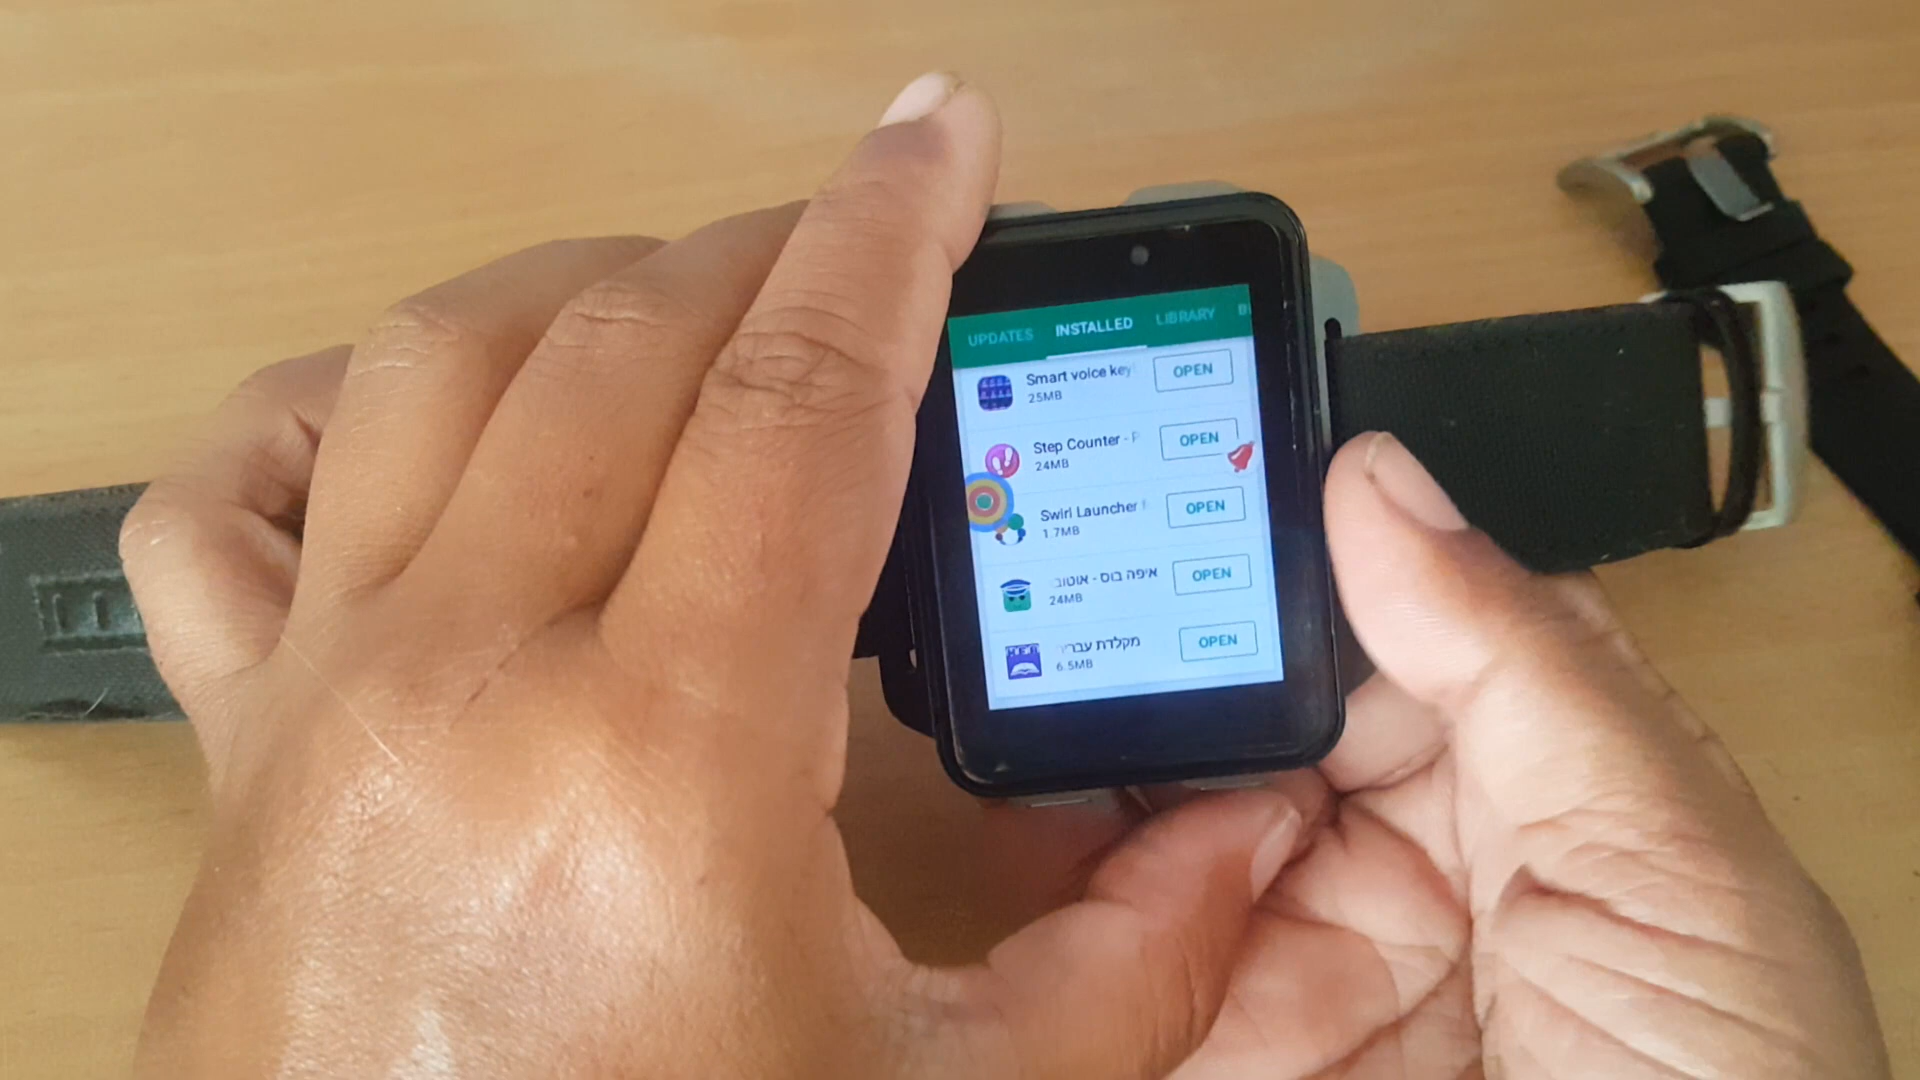 UPDATES INSTALLED LIBRARY
Smart voice key
OPEN
25MB
Step Counter - P
OPEN
24MB
Swirl Launcher
OPEN
1.7MB
איפה בוס - אוטוב
OPEN
24MB
מקלדת עברי
OPEN
6.5MB